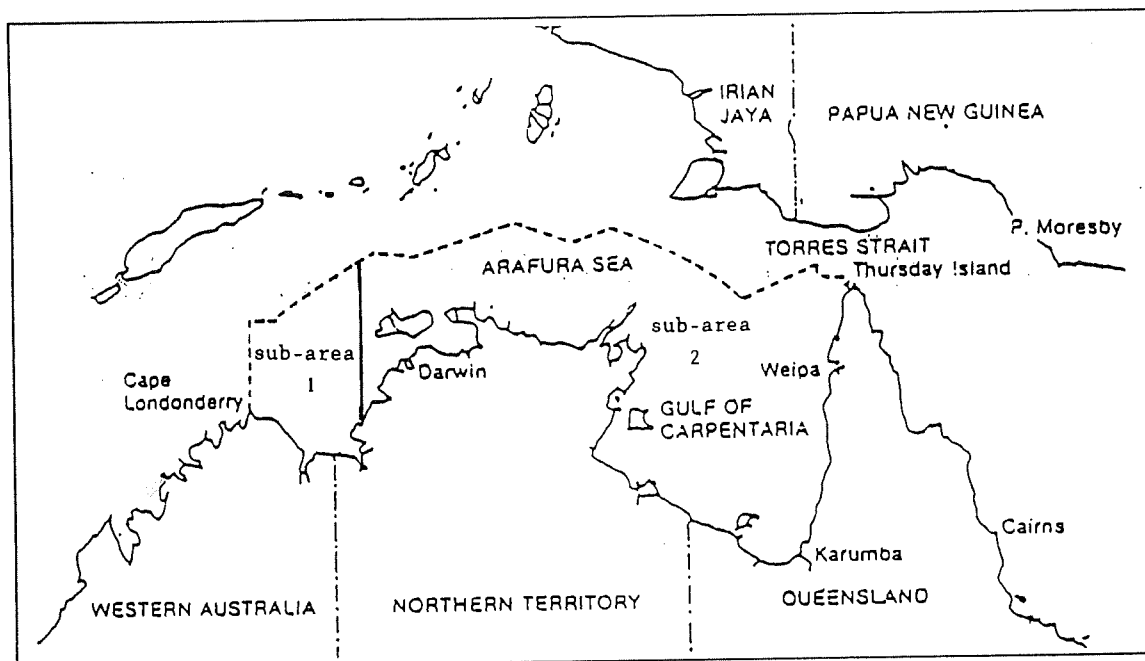 IRIAN
JAYA
PAPUA NEW GUINEA
P. Moresby
TORRES STRAIT
Thursday Island
ARAFURA SEA
sub-area
1
sub-area
2
Darwin
Weipa
Cape
Londonderry
GULF OF
CARPENTARIA
Cairns
Karumba
WESTERN AUSTRALIA
NORTHERN TERRITORY
QUEENSLAND